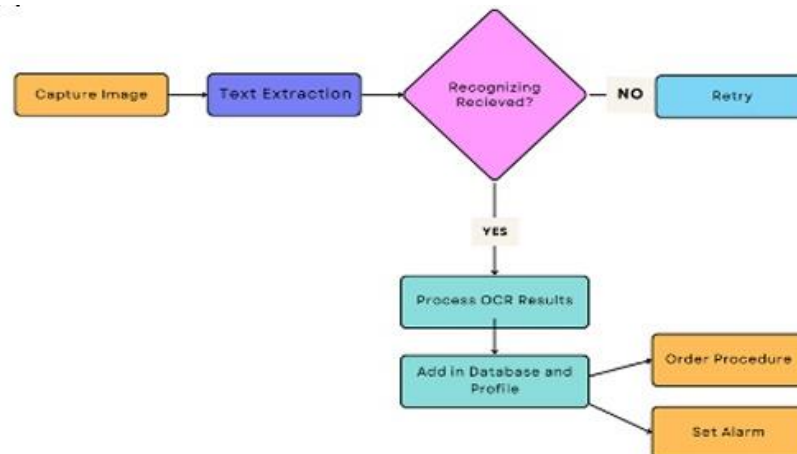 Capture Image
Text Extraction
Recognizing
Recieved?
NO
Retry
YES
Process OCR Results
Add in Database and
Profile
Order Procedure
Set Alarm